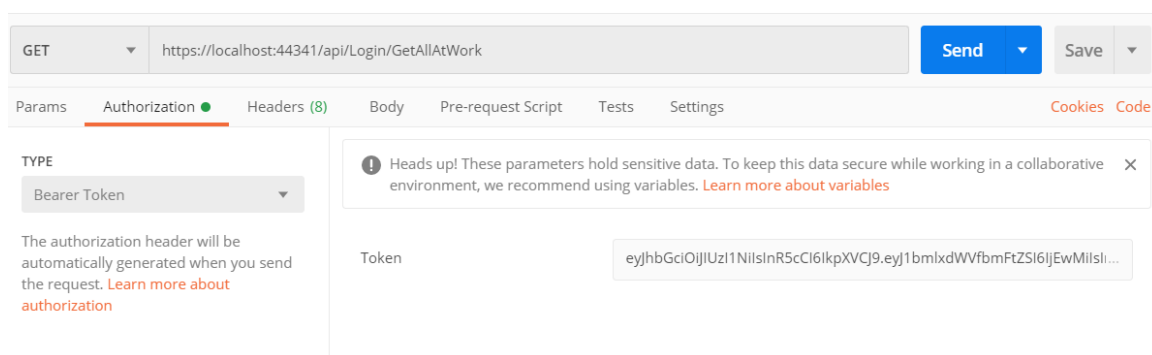 GET https://localhost:44341/api/Login/GetAllAtWork Send Save
Params Authorization Headers (8) Body Pre-request Script Tests Settings Cookies Code
TYPE
Bearer Token
The authorization header will be
automatically generated when you send
the request. Learn more about
authorization
Heads up! These parameters hold sensitive data. To keep this data secure while working in a collaborative
environment, we recommend using variables. Learn more about variables
Token eyJhbGciOiJIUzI1NiIsInR5cCI6IkpXVCJ9.eyJ1bmlxdWVfbmFtZSI6IjEwMiIsIr...